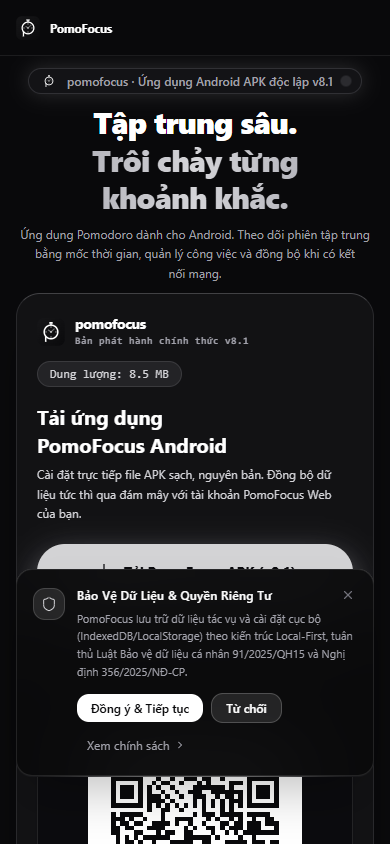 PomoFocus
pomofocus · Ứng dụng Android APK độc lập v8.1
Tập trung sâu.
Trôi chảy từng
khoảnh khắc.
Ứng dụng Pomodoro dành cho Android. Theo dõi phiên tập trung
bằng mốc thời gian, quản lý công việc và đồng bộ khi có kết
nối mạng.
pomofocus
Bản phát hành chính thức v8.1
Dung lượng: 8.5 MB
Tải ứng dụng
PomoFocus Android
Cài đặt trực tiếp file APK sạch, nguyên bản. Đồng bộ dữ
liệu tức thì qua đám mây với tài khoản PomoFocus Web
của bạn.
Bảo Vệ Dữ Liệu & Quyền Riêng Tư
PomoFocus lưu trữ dữ liệu tác vụ và cài đặt cục bộ
(IndexedDB/LocalStorage) theo kiến trúc Local-First, tuân
thủ Luật Bảo vệ dữ liệu cá nhân 91/2025/QH15 và Nghị
định 356/2025/NĐ-CP.
Đồng ý & Tiếp tục
Từ chối
Xem chính sách